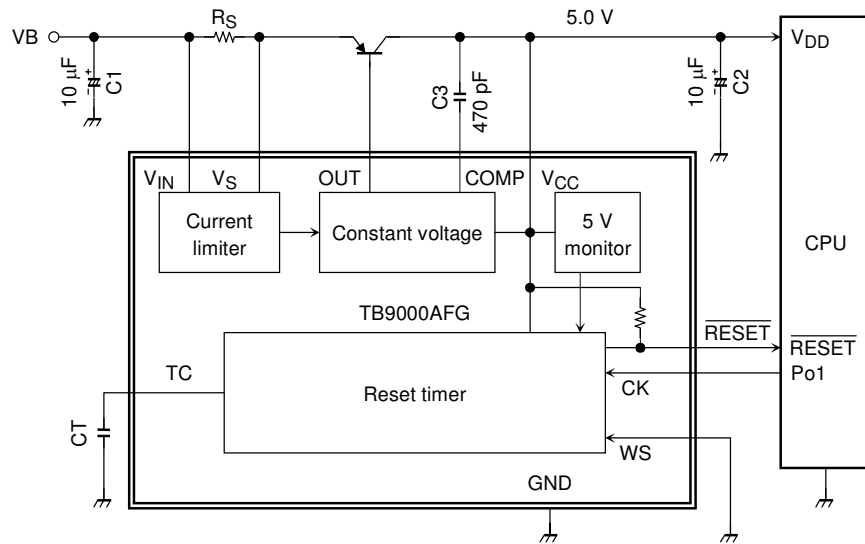 VB
RS
5.0 V
VDD
10 μF
C1
C3
470 pF
10 μF
C2
VIN
VS
OUT
COMP
VCC
Current
limiter
Constant voltage
5 V
monitor
CPU
TB9000AFG
RESET
RESET
TC
Reset timer
CK
Po1
CT
WS
GND